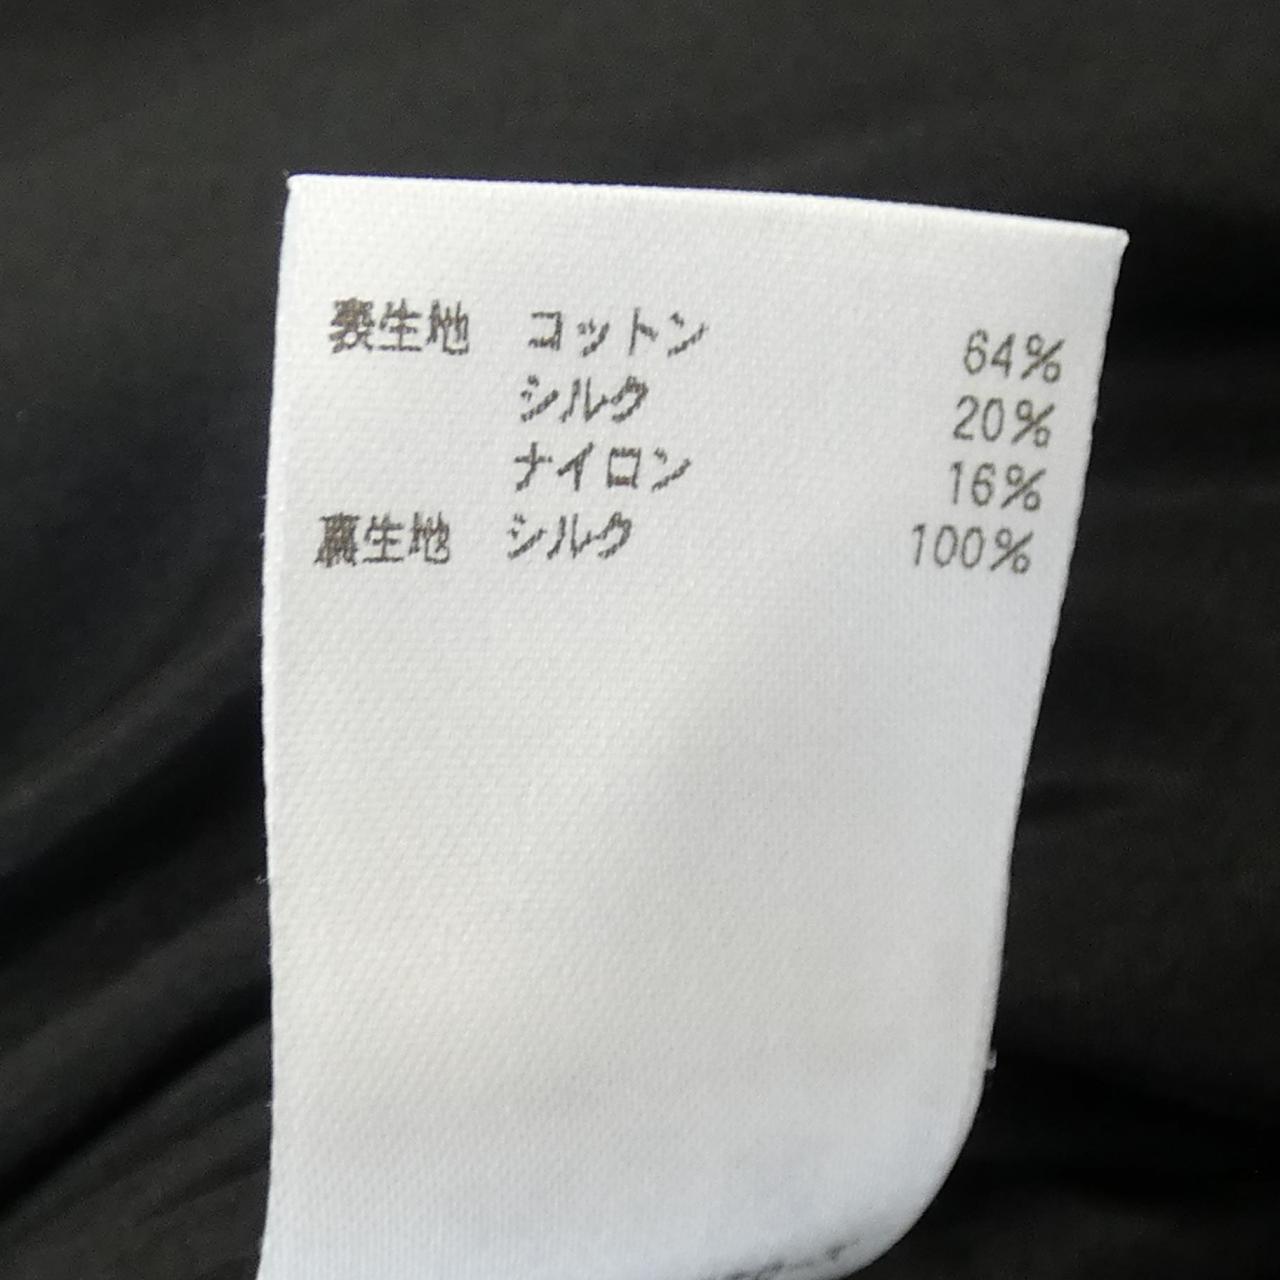 表生地 コットン 64%
シルク 20%
ナイロン 16%
裏生地 シルク 100%